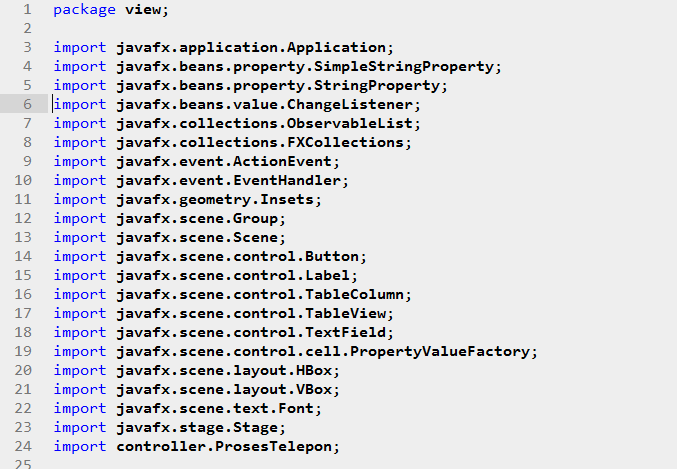 1 package view;
2
3 import javafx.application.Application;
4 import javafx.beans.property.SimpleStringProperty;
5 import javafx.beans.property.StringProperty;
6 import javafx.beans.value.ChangeListener;
7 import javafx.collections.ObservableList;
8 import javafx.collections.FXCollections;
9 import javafx.event.ActionEvent;
10 import javafx.event.EventHandler;
11 import javafx.geometry.Insets;
12 import javafx.scene.Group;
13 import javafx.scene.Scene;
14 import javafx.scene.control.Button;
15 import javafx.scene.control.Label;
16 import javafx.scene.control.TableColumn;
17 import javafx.scene.control.TableView;
18 import javafx.scene.control.TextField;
19 import javafx.scene.control.cell.PropertyValueFactory;
20 import javafx.scene.layout.HBox;
21 import javafx.scene.layout.VBox;
22 import javafx.scene.text.Font;
23 import javafx.stage.Stage;
24 import controller.ProsesTelepon;
25